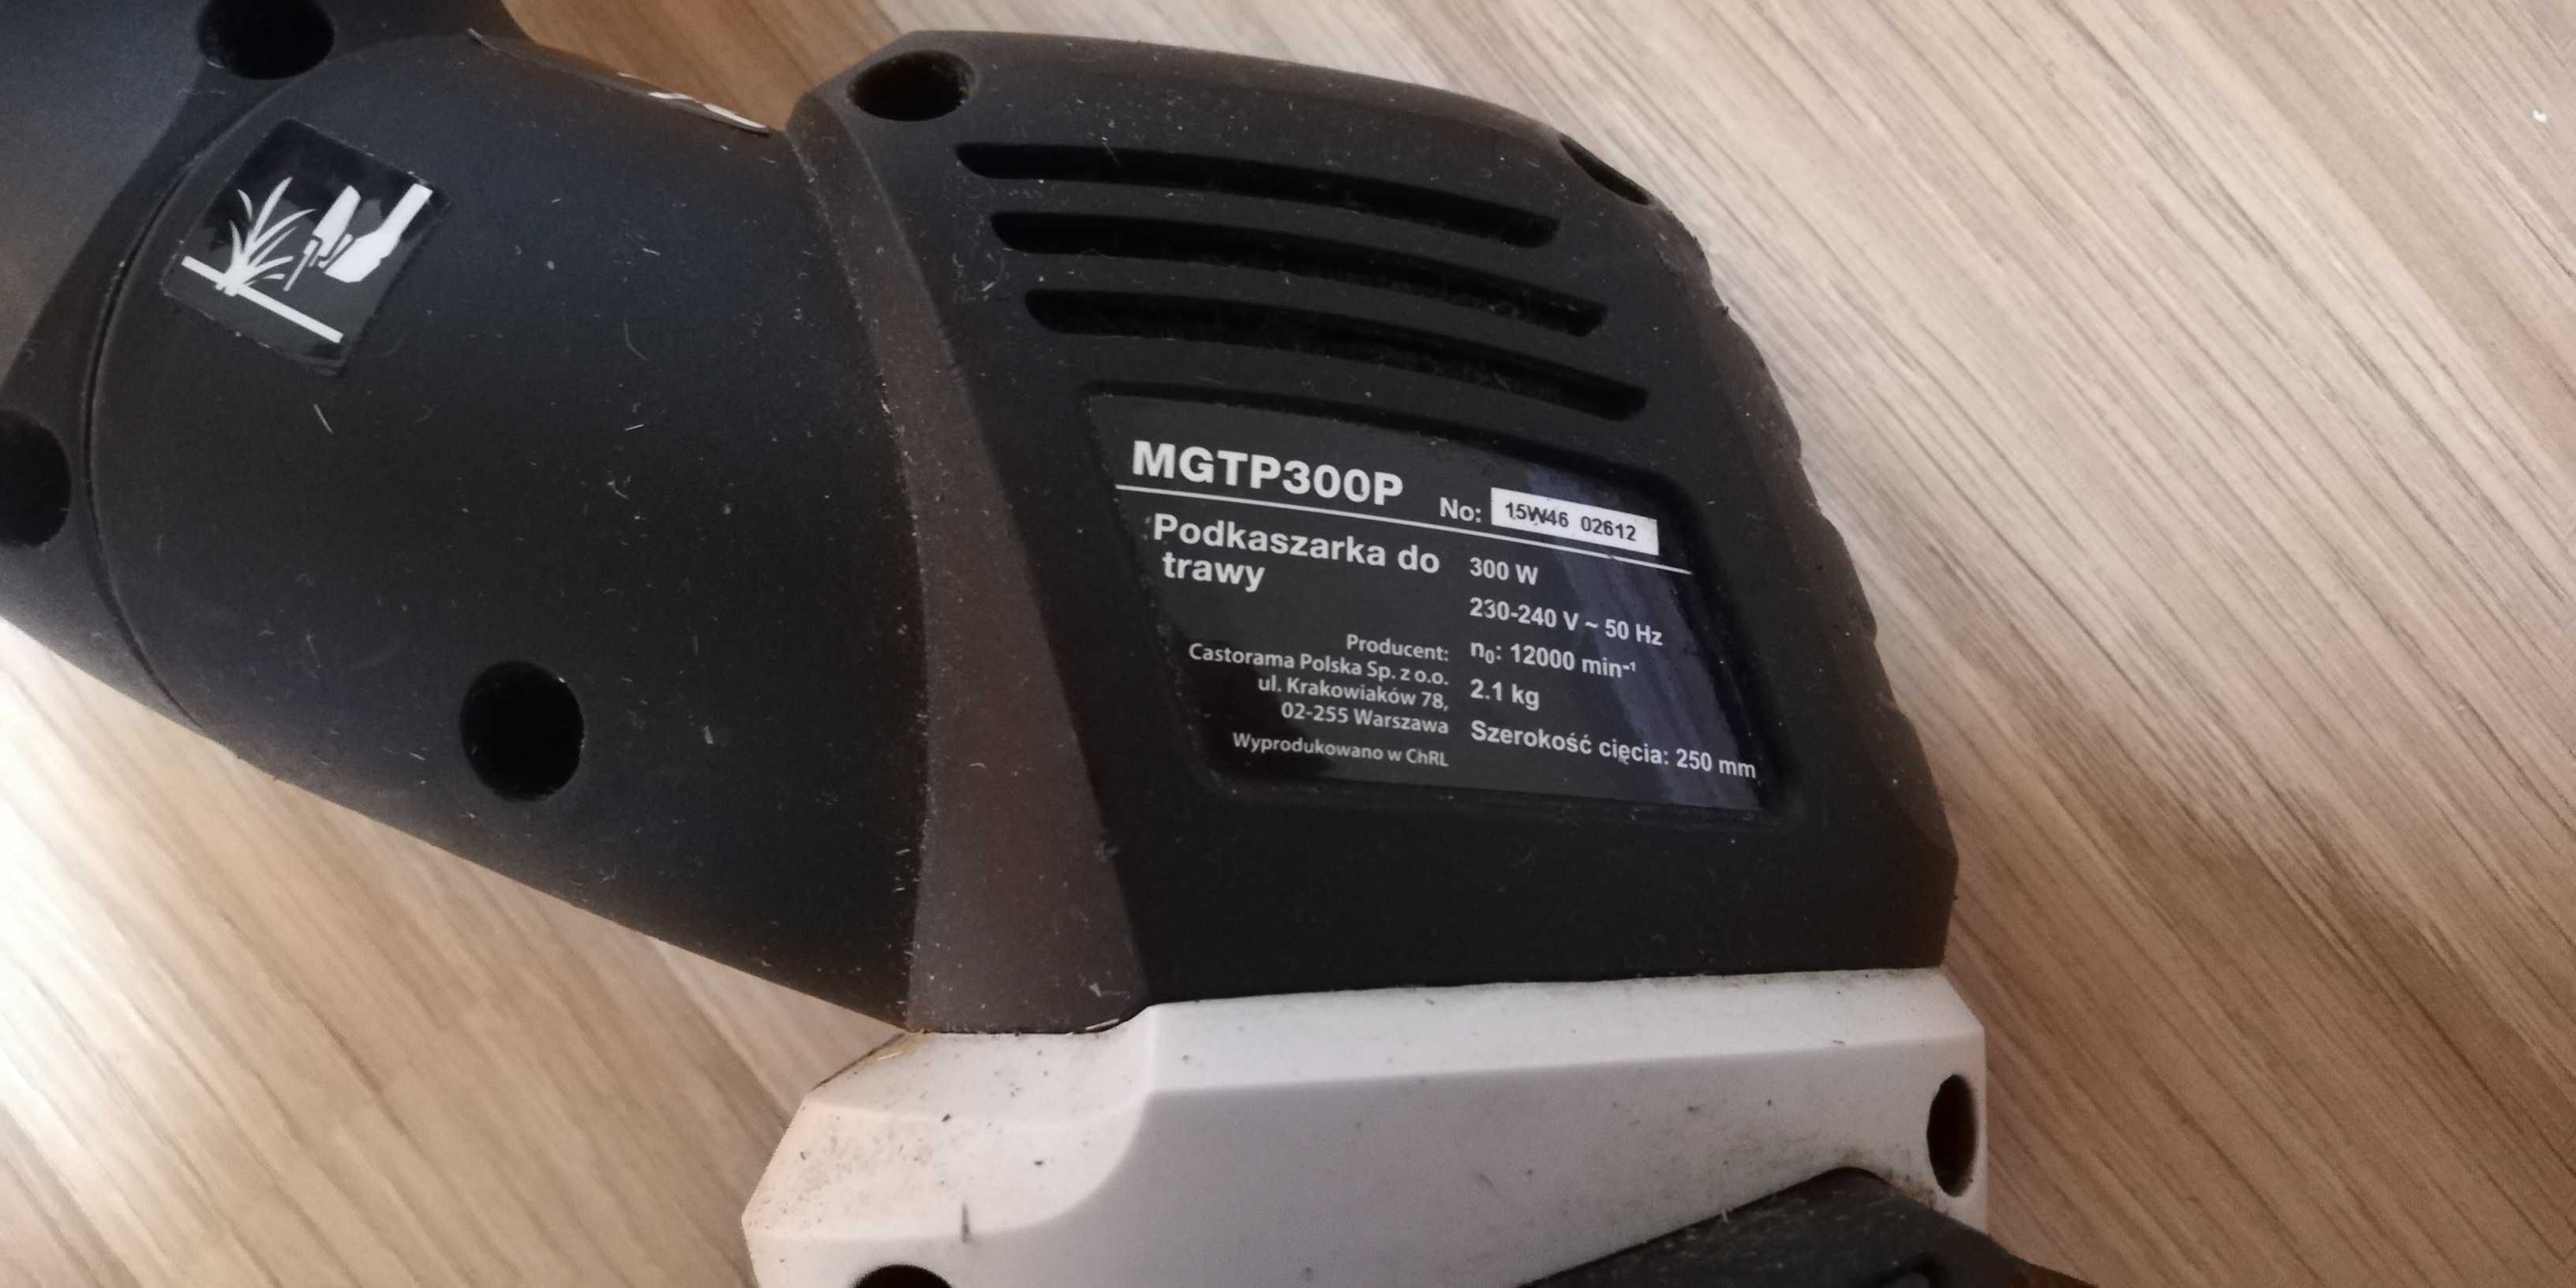 MGTP300P No: 15W46 02612
Podkaszarka do
trawy
300 W
230-240 V ~ 50 Hz
n₀: 12000 min⁻¹
2.1 kg
Szerokość cięcia: 250 mm
Producent:
Castorama Polska Sp. z o.o.
ul. Krakowiaków 78,
02-255 Warszawa
Wyprodukowano w ChRL